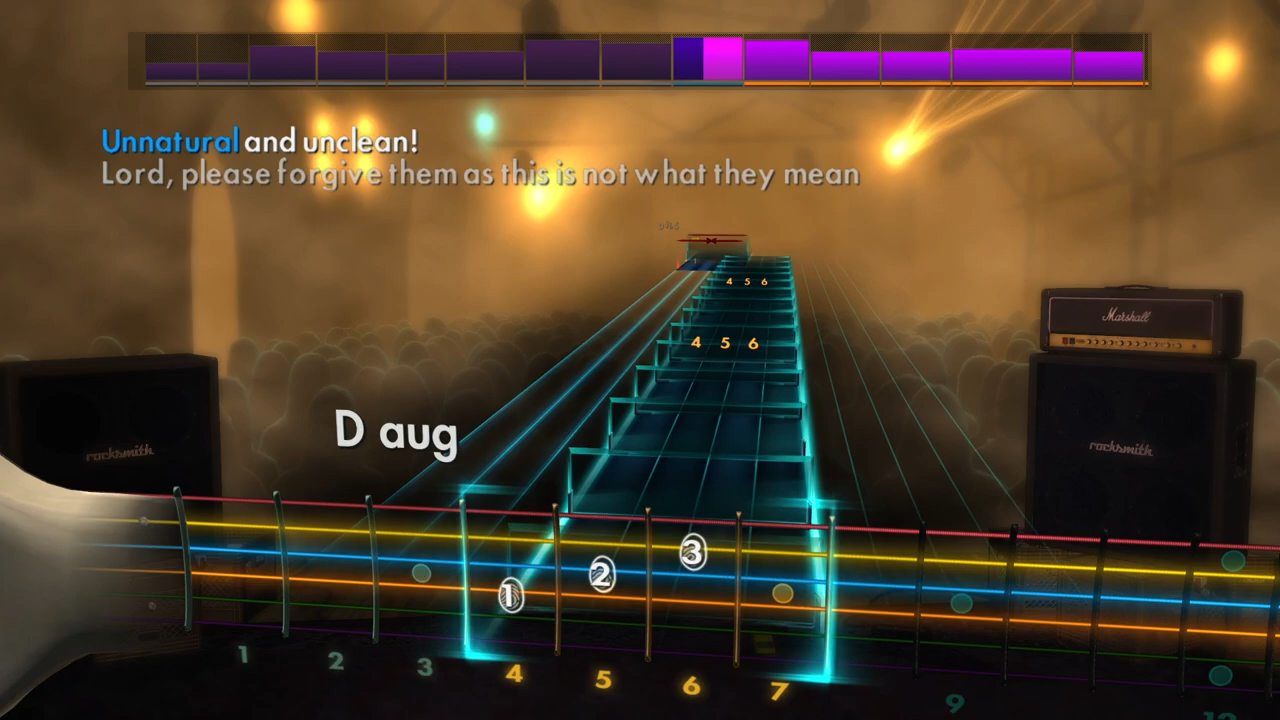 Unnatural and unclean!
Lord, please forgive them as this is not what they mean
4 5 6
Marshall
4 5 6
D aug
rocksmith
rocksmith
1 2 3
1 2 3 4 5 6 7 9 12